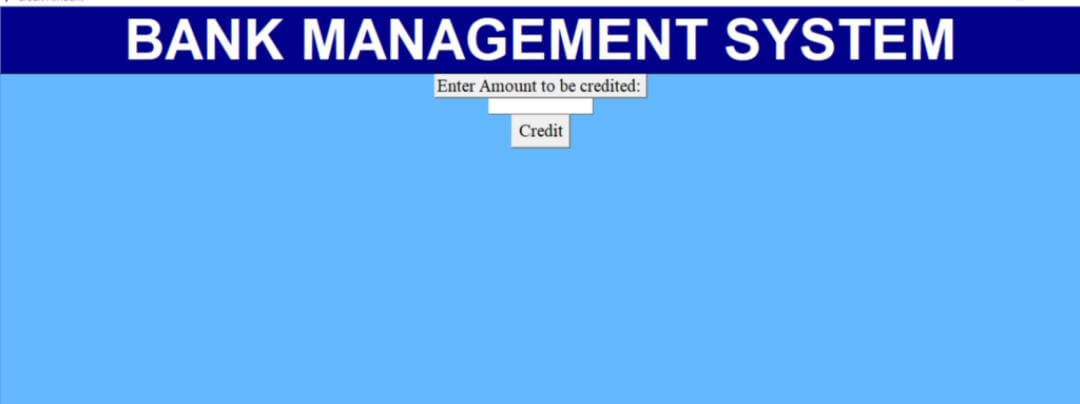 BANK MANAGEMENT SYSTEM
Enter Amount to be credited:
Credit